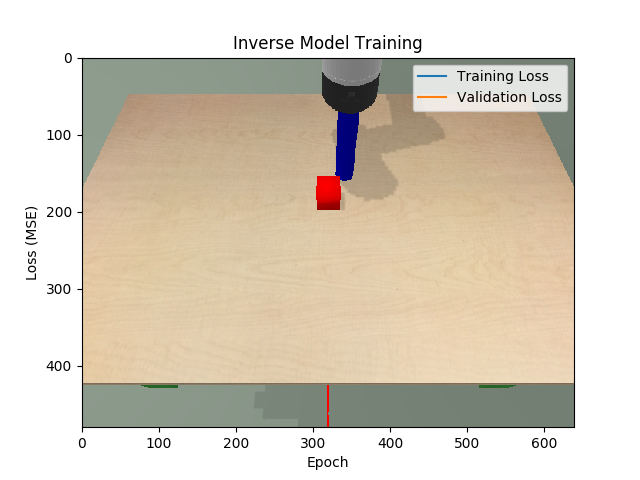 Inverse Model Training
Training Loss
Validation Loss
0
100
200
300
400
Loss (MSE)
0
100
200
300
400
500
600
Epoch